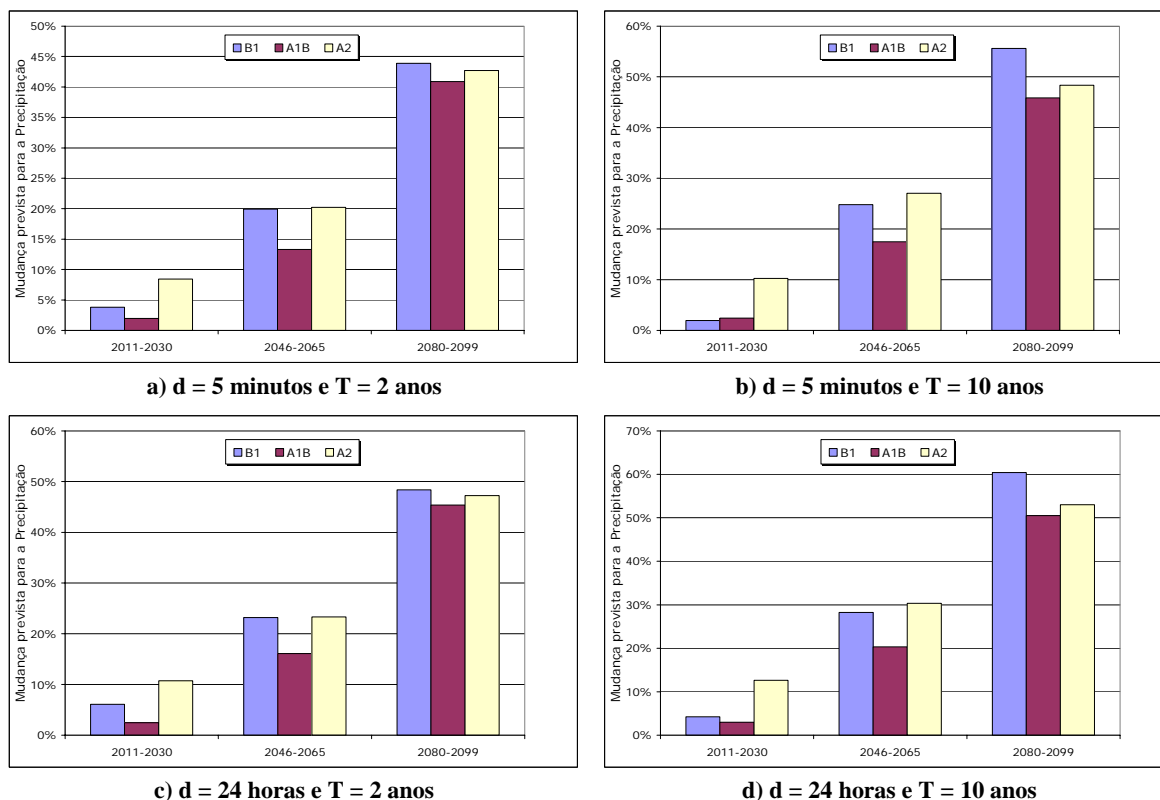 Mudança prevista para a Precipitação
50%
45%
40%
35%
30%
25%
20%
15%
10%
5%
0%
B1 A1B A2
2011-2030 2046-2065 2080-2099
a) d = 5 minutos e T = 2 anos
Mudança prevista para a Precipitação
60%
50%
40%
30%
20%
10%
0%
B1 A1B A2
2011-2030 2046-2065 2080-2099
b) d = 5 minutos e T = 10 anos
Mudança prevista para a Precipitação
60%
50%
40%
30%
20%
10%
0%
B1 A1B A2
2011-2030 2046-2065 2080-2099
c) d = 24 horas e T = 2 anos
Mudança prevista para a Precipitação
70%
60%
50%
40%
30%
20%
10%
0%
B1 A1B A2
2011-2030 2046-2065 2080-2099
d) d = 24 horas e T = 10 anos